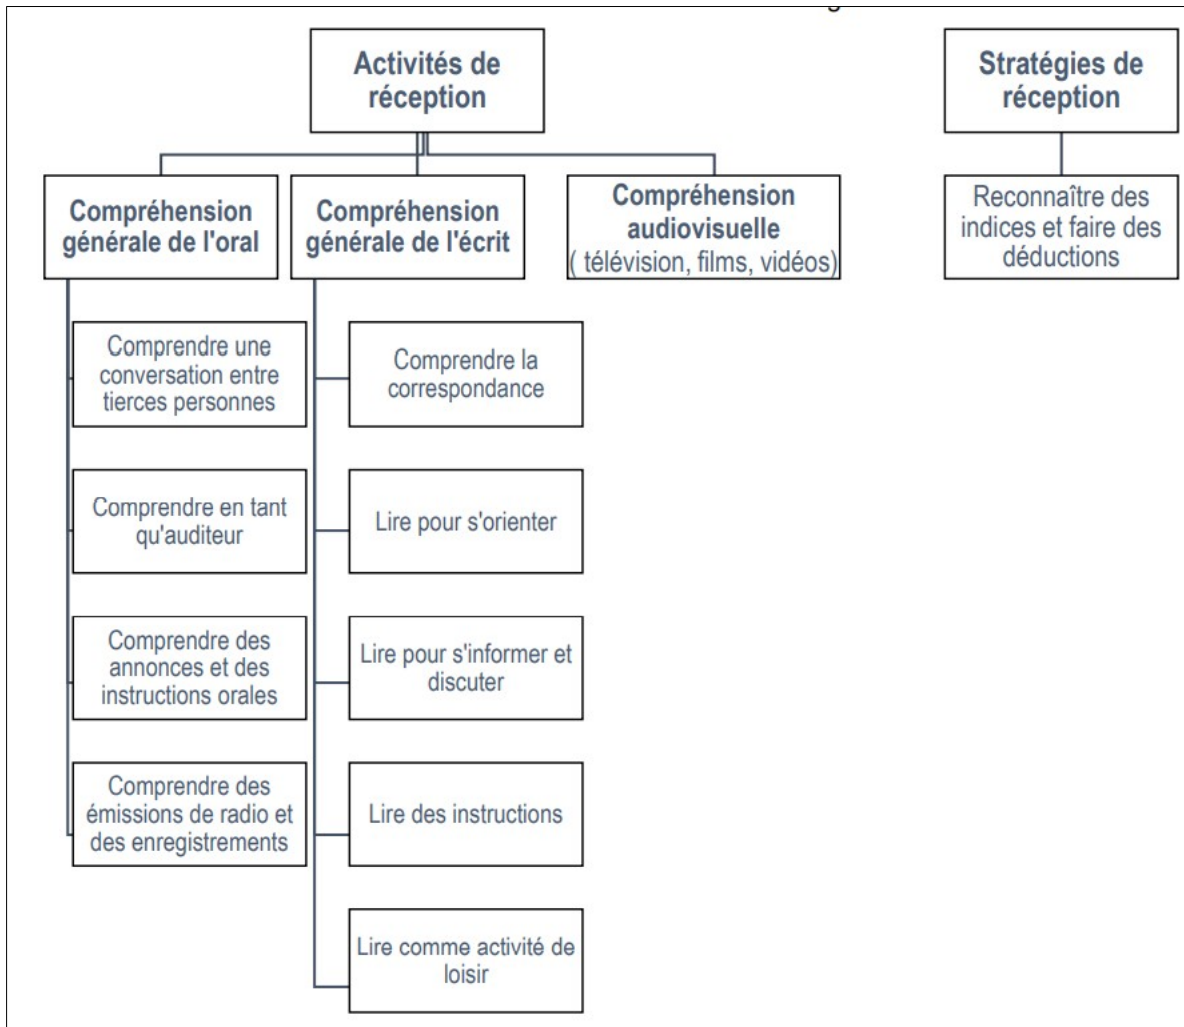 Activités de
réception
Stratégies de
réception
Compréhension
générale de l'oral
Compréhension
générale de l'écrit
Compréhension
audiovisuelle
( télévision, films, vidéos)
Reconnaître des
indices et faire des
déductions
Comprendre une
conversation entre
tierces personnes
Comprendre la
correspondance
Comprendre en tant
qu'auditeur
Lire pour s'orienter
Comprendre des
annonces et des
instructions orales
Lire pour s'informer et
discuter
Comprendre des
émissions de radio et
des enregistrements
Lire des instructions
Lire comme activité de
loisir